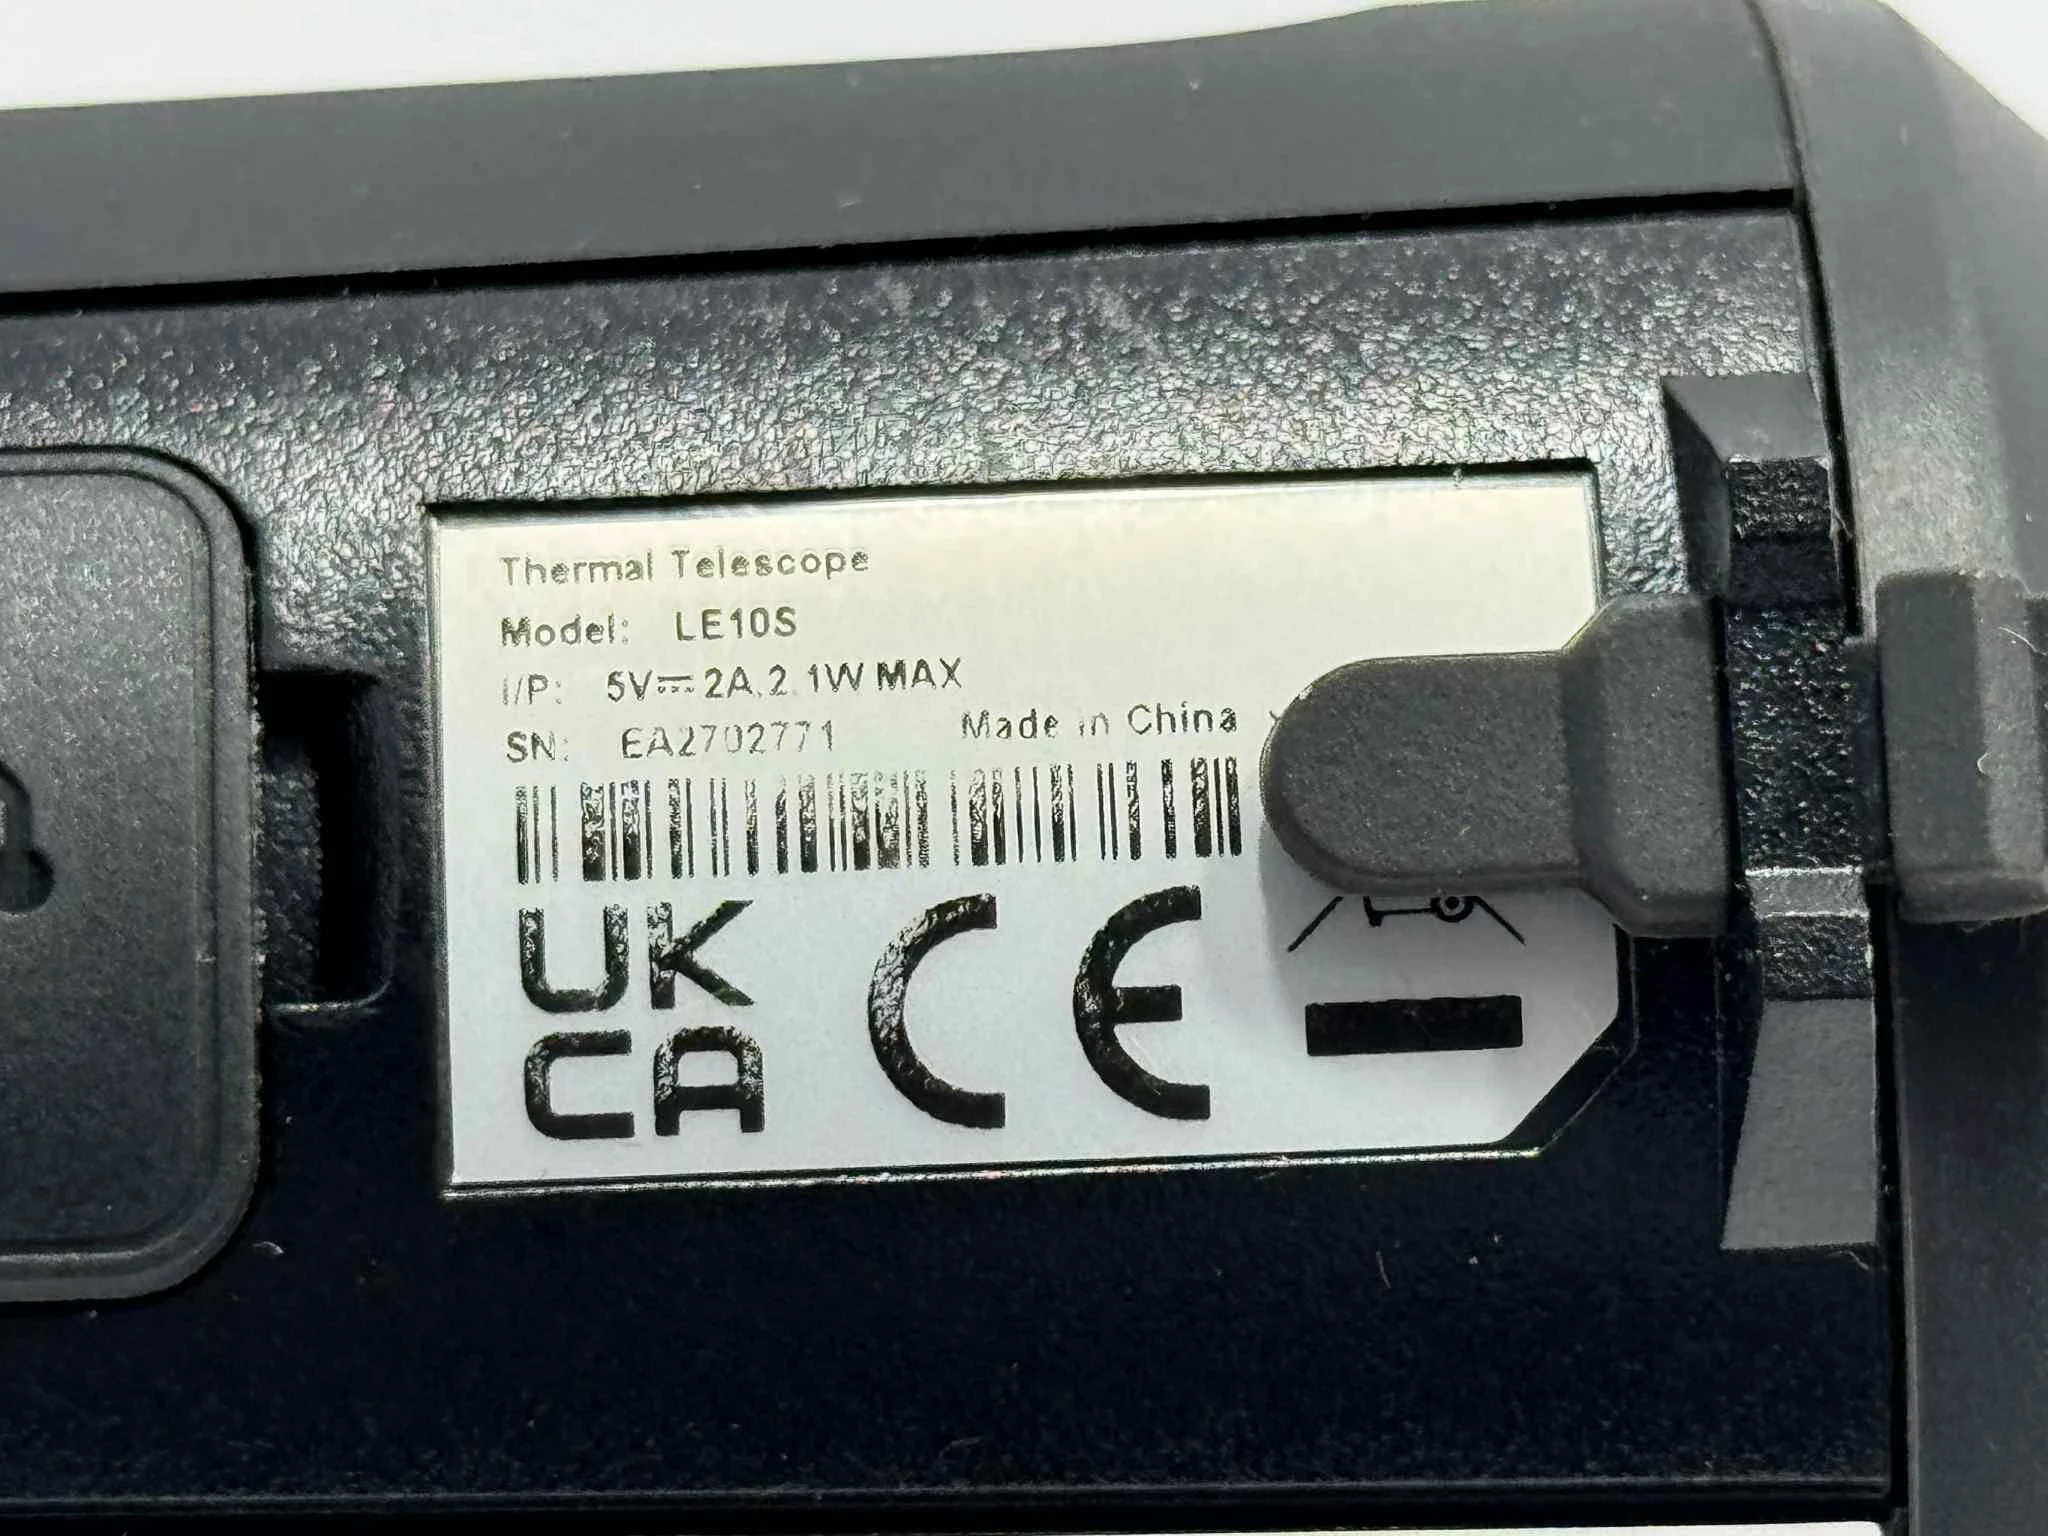 Thermal Telescope
Model: LE10S
I/P: 5V⎓2A,2.1W MAX
SN: EA2702771 Made in China
UK
CA
CE